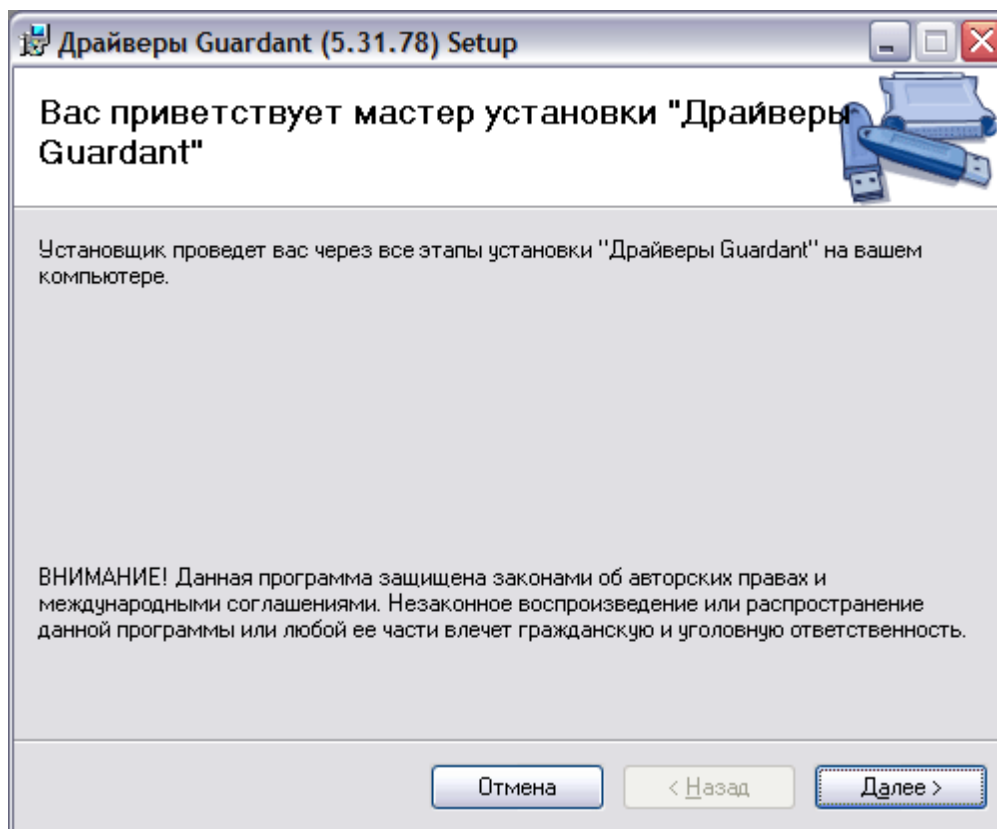 Драйверы Guardant (5.31.78) Setup
Вас приветствует мастер установки "Драйверы
Guardant"
Установщик проведет вас через все этапы установки "Драйверы Guardant" на вашем
компьютере.
ВНИМАНИЕ! Данная программа защищена законами об авторских правах и
международными соглашениями. Незаконное воспроизведение или распространение
данной программы или любой ее части влечет гражданскую и уголовную ответственность.
Отмена
< Назад
Далее >